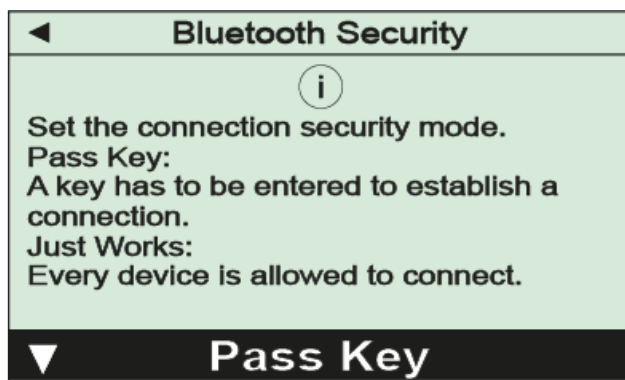 Bluetooth Security
i
Set the connection security mode.
Pass Key:
A key has to be entered to establish a
connection.
Just Works:
Every device is allowed to connect.
Pass Key